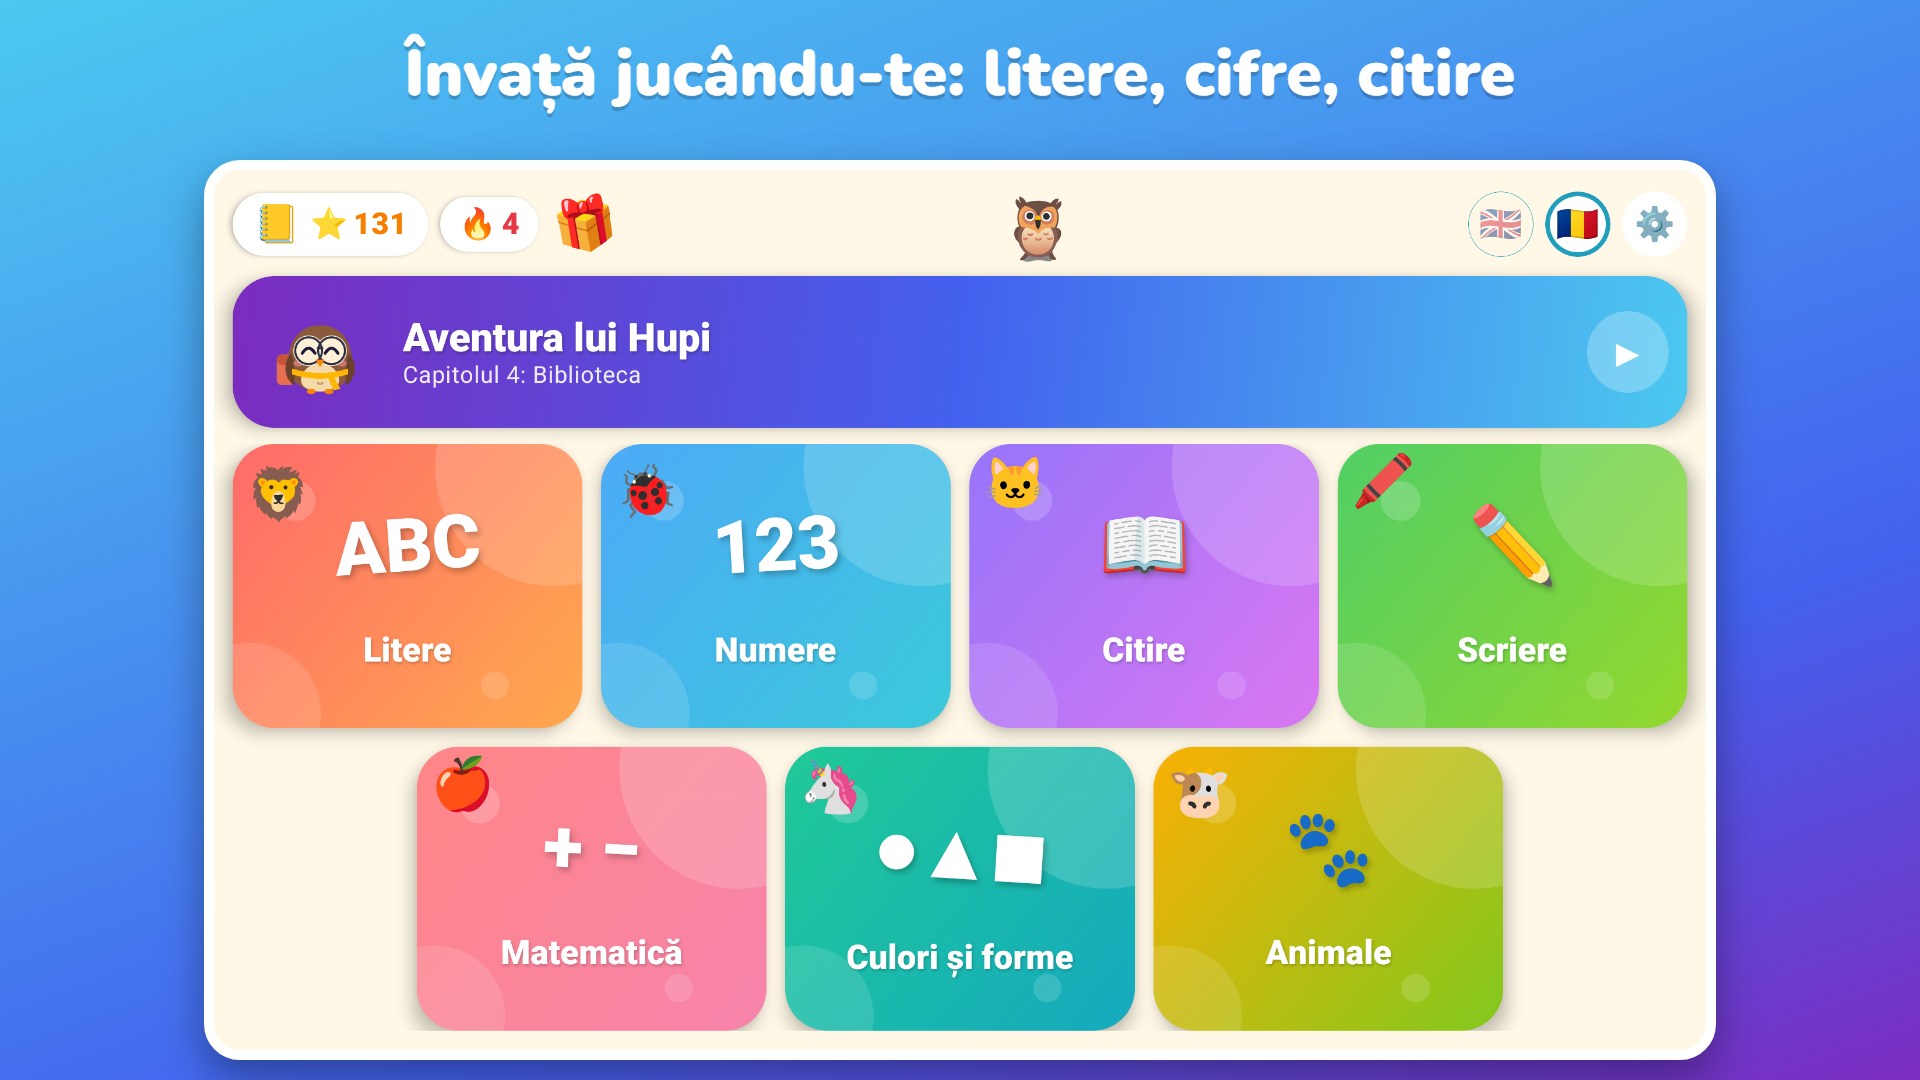 Învață jucându-te: litere, cifre, citire
131
4
Aventura lui Hupi
Capitolul 4: Biblioteca
ABC
123
Litere
Numere
Citire
Scriere
+ −
Matematică
Culori și forme
Animale